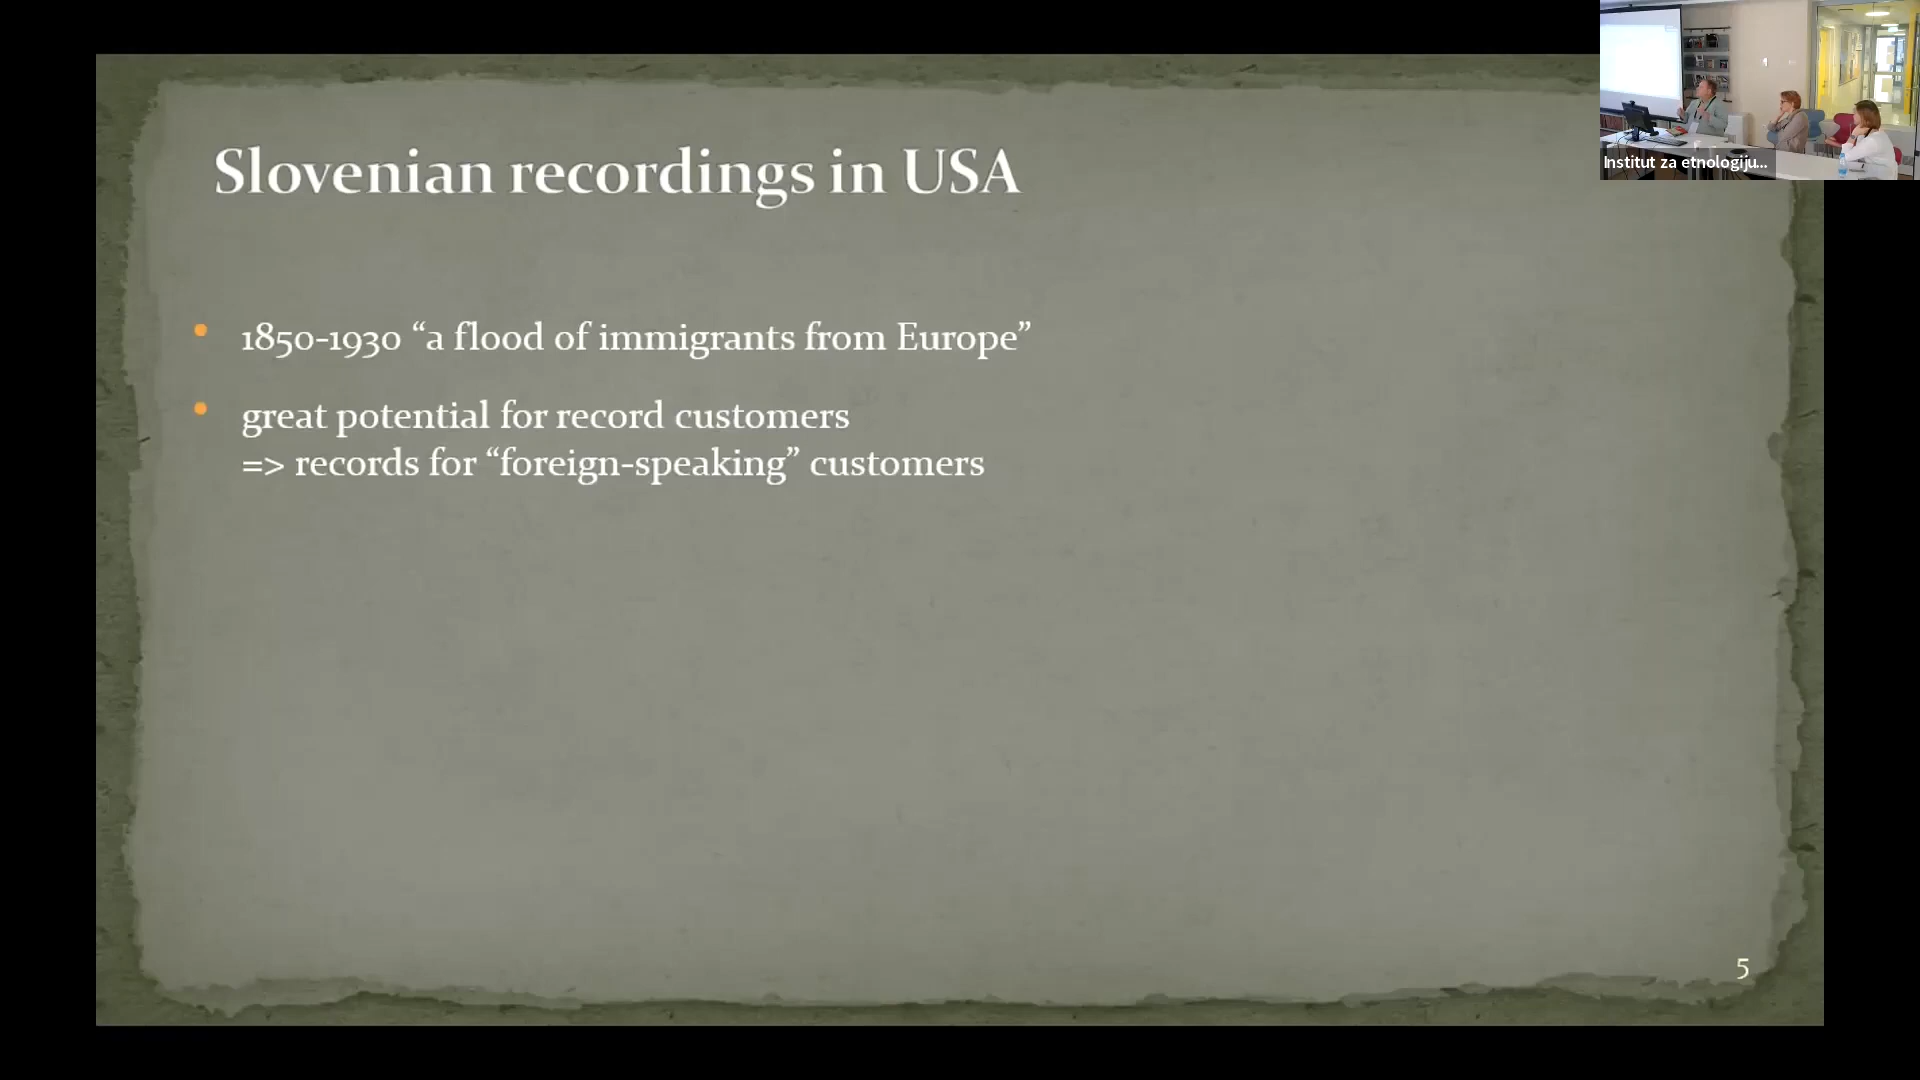 Slovenian recordings in USA
1850-1930 “a flood of immigrants from Europe”
great potential for record customers
=> records for “foreign-speaking” customers
5
Institut za etnologiju...